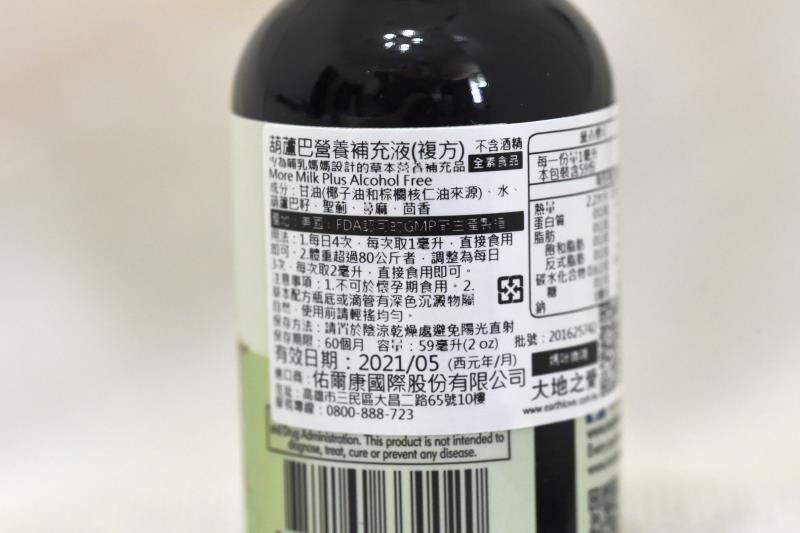 葫蘆巴營養補充液(複方) 不含酒精
專為哺乳媽媽設計的草本營養補充品 全素食品
More Milk Plus Alcohol Free
成分：甘油(椰子油和棕櫚核仁油來源)、水、
葫蘆巴籽、聖薊、蕁麻、茴香
產地：美國，FDA認可的GMP廠生產製造
用法：1.每日4次，每次取1毫升，直接食用
即可。2.體重超過80公斤者，調整為每日
3次，每次取2毫升，直接食用即可。
注意事項：1.不可於懷孕期食用。2.
草本配方瓶底或滴管有深色沉澱物屬
自然，使用前請輕搖均勻。
保存方法：請置於陰涼乾燥處避免陽光直射
保存期限：60個月 容量：59毫升(2 oz) 批號：201625742
有效日期：2021/05 (西元年/月)
進口商：佑爾康國際股份有限公司
地址：高雄市三民區大昌二路65號10樓
服務專線：0800-888-723
每一份量1毫升
本包裝含59份
熱量
蛋白質
脂肪
飽和脂肪
反式脂肪
碳水化合物
糖
鈉
大地之愛
www.earthlove.com
and Drug Administration. This product is not intended to
diagnose, treat, cure or prevent any disease.